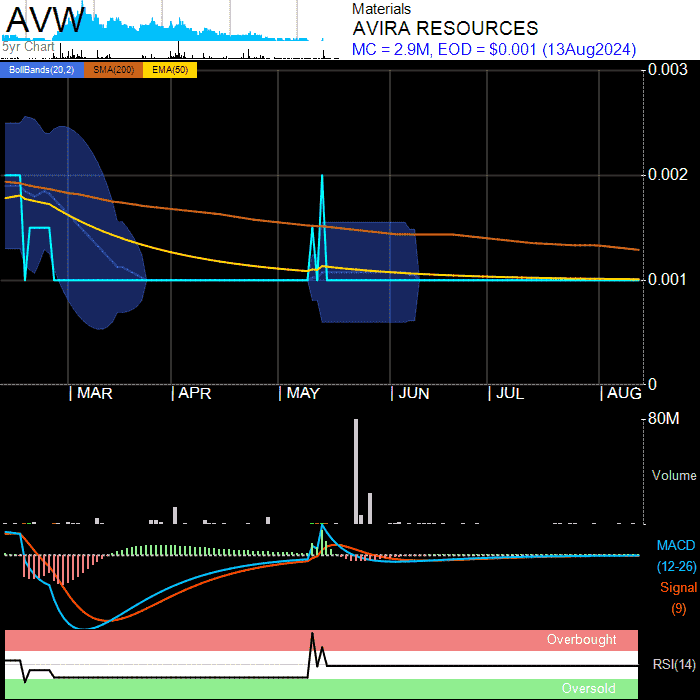 AVW
5yr Chart
Materials
AVIRA RESOURCES
MC = 2.9M, EOD = $0.001 (13Aug2024)
BollBands(20,2) SMA(200) EMA(50)
0.003
0.002
0.001
0
MAR APR MAY JUN JUL AUG
80M
Volume
MACD
(12-26)
Signal
(9)
Overbought
RSI(14)
Oversold